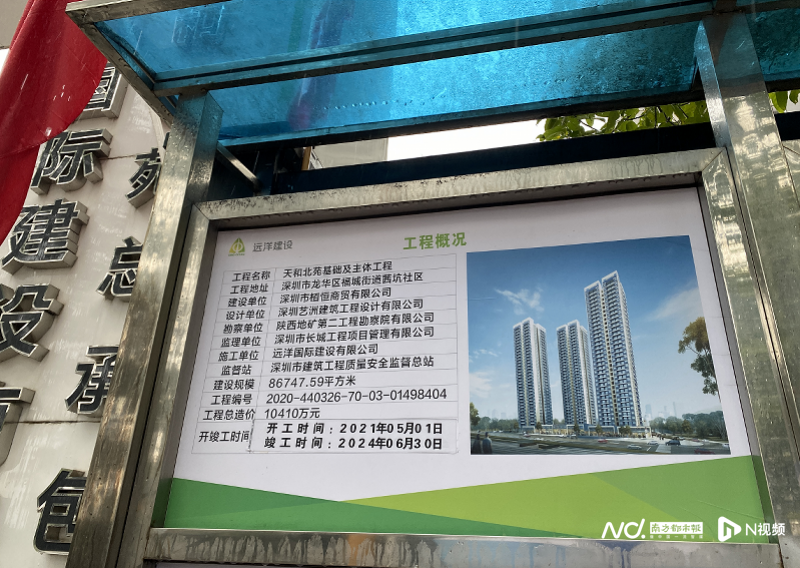 国
际
建
设
苑
总
承
包
远洋建设
工程概况
工程名称 天和北苑基础及主体工程
工程地址 深圳市龙华区福城街道茜坑社区
建设单位 深圳市稻恒商贸有限公司
设计单位 深圳艺洲建筑工程设计有限公司
勘察单位 陕西地矿第二工程勘察院有限公司
监理单位 深圳市长城工程项目管理有限公司
施工单位 远洋国际建设有限公司
监督站 深圳市建筑工程质量安全监督总站
建设规模 86747.59平方米
工程编号 2020-440326-70-03-01498404
工程总造价 10410万元
开竣工时间 开工时间：2021年05月01日
竣工时间：2024年06月30日
南方都市报
N视频